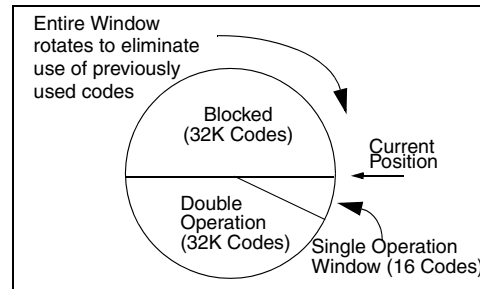 Entire Window
rotates to eliminate
use of previously
used codes
Blocked
(32K Codes)
Current
Position
Double
Operation
(32K Codes)
Single Operation
Window (16 Codes)